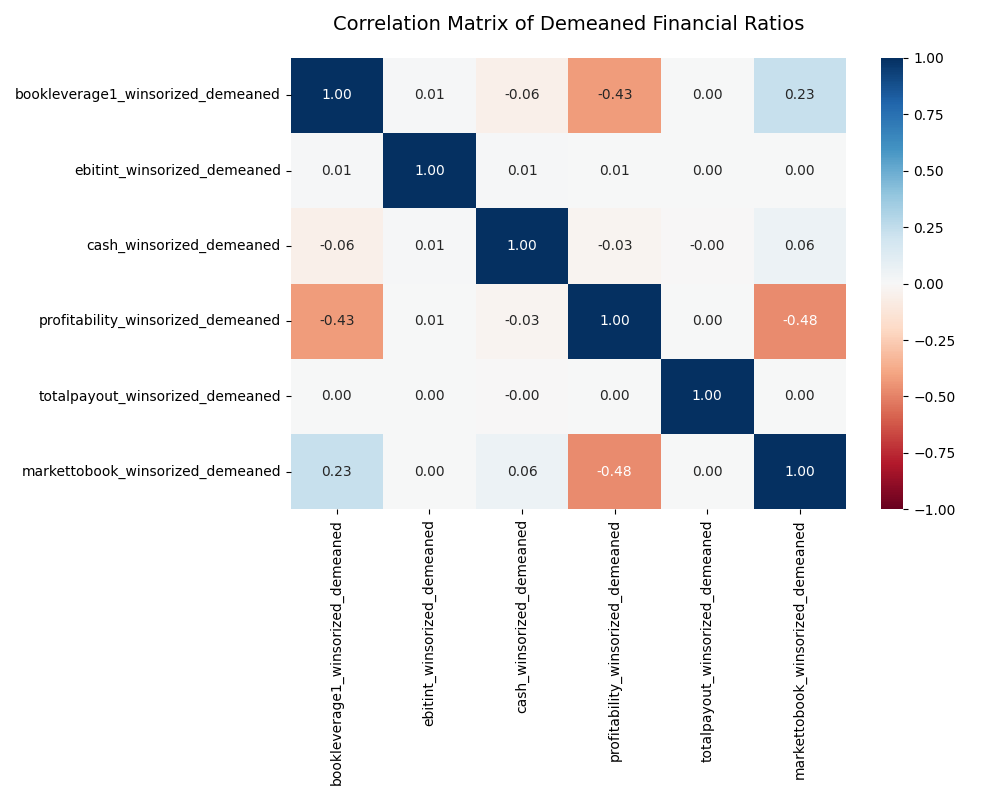 Correlation Matrix of Demeaned Financial Ratios
bookleverage1_winsorized_demeaned 1.00 0.01 -0.06 -0.43 0.00 0.23
ebitint_winsorized_demeaned 0.01 1.00 0.01 0.01 0.00 0.00
cash_winsorized_demeaned -0.06 0.01 1.00 -0.03 -0.00 0.06
profitability_winsorized_demeaned -0.43 0.01 -0.03 1.00 0.00 -0.48
totalpayout_winsorized_demeaned 0.00 0.00 -0.00 0.00 1.00 0.00
markettobook_winsorized_demeaned 0.23 0.00 0.06 -0.48 0.00 1.00
bookleverage1_winsorized_demeaned
ebitint_winsorized_demeaned
cash_winsorized_demeaned
profitability_winsorized_demeaned
totalpayout_winsorized_demeaned
markettobook_winsorized_demeaned
1.00
0.75
0.50
0.25
0.00
−0.25
−0.50
−0.75
−1.00